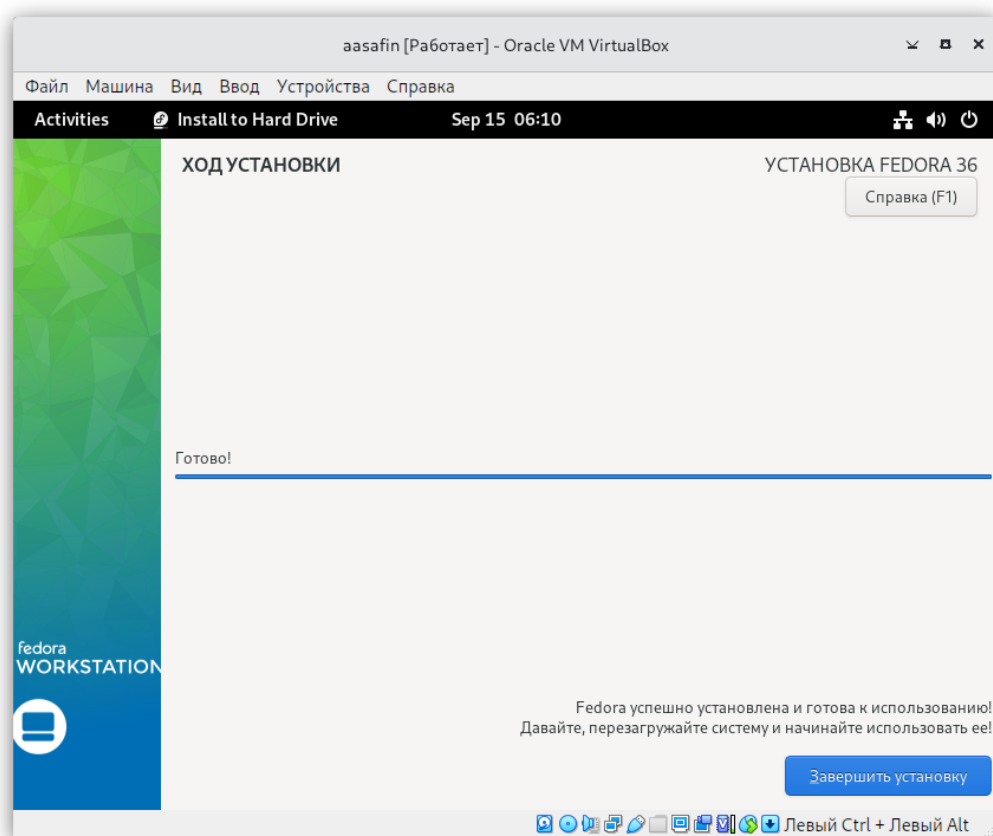 aasafin [Работает] - Oracle VM VirtualBox
Файл Машина Вид Ввод Устройства Справка
Activities Install to Hard Drive Sep 15 06:10
ХОД УСТАНОВКИ УСТАНОВКА FEDORA 36
Справка (F1)
Готово!
fedora
WORKSTATION
Fedora успешно установлена и готова к использованию!
Давайте, перезагружайте систему и начинайте использовать ее!
Завершить установку
Левый Ctrl + Левый Alt